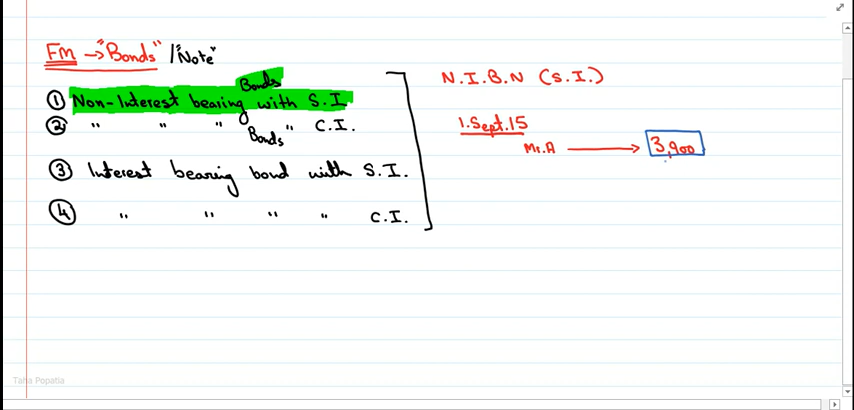 FM → "Bonds" / "Note"
① Non-Interest bearing Bonds with S.I.
② " " " Bonds " C.I.
③ Interest bearing bond with S.I.
④ " " " " C.I.
N.I.B.N (S.I.)
1.Sept.15
Mr.A → 3,900
Taha Popatia